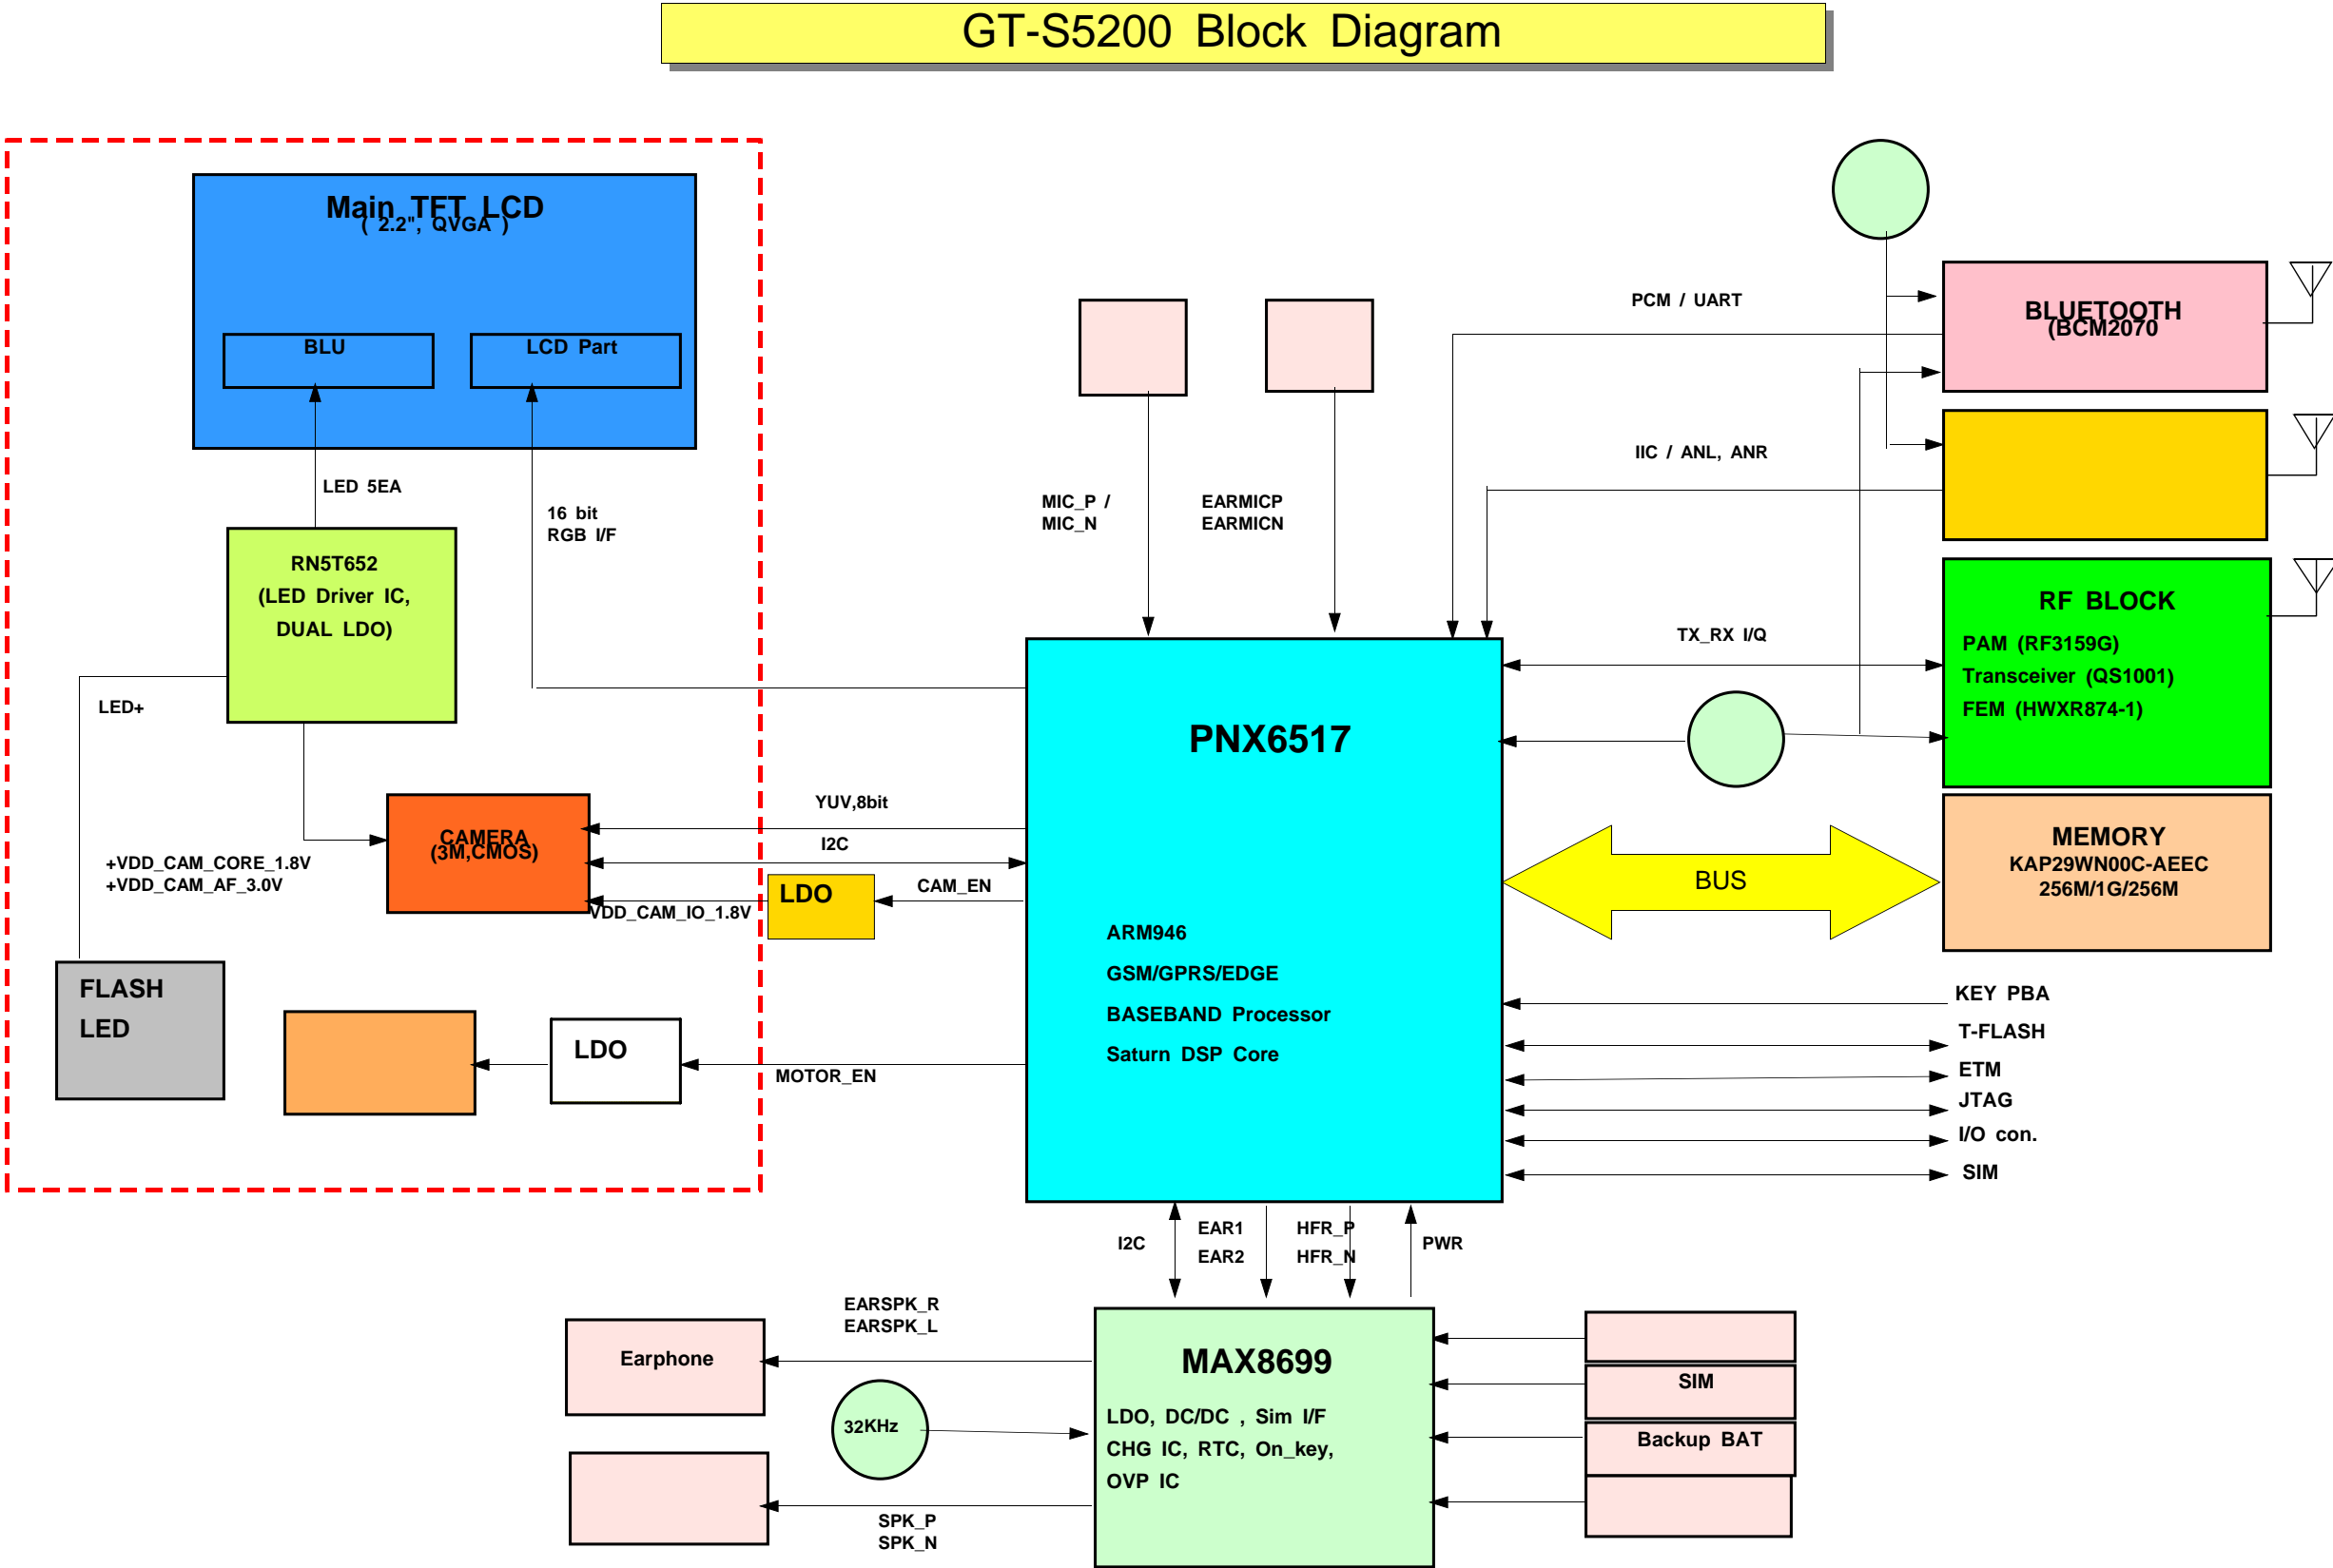 GT-S5200 Block Diagram
Main TFT LCD
( 2.2", QVGA )
BLU
LCD Part
LED 5EA
16 bit
RGB I/F
RN5T652
(LED Driver IC,
DUAL LDO)
LED+
CAMERA
(3M,CMOS)
+VDD_CAM_CORE_1.8V
+VDD_CAM_AF_3.0V
YUV,8bit
I2C
LDO
CAM_EN
VDD_CAM_IO_1.8V
FLASH
LED
LDO
MOTOR_EN
MIC_P /
MIC_N
EARMICP
EARMICN
PCM / UART
BLUETOOTH
(BCM2070
IIC / ANL, ANR
TX_RX I/Q
RF BLOCK
PAM (RF3159G)
Transceiver (QS1001)
FEM (HWXR874-1)
PNX6517
ARM946
GSM/GPRS/EDGE
BASEBAND Processor
Saturn DSP Core
BUS
MEMORY
KAP29WN00C-AEEC
256M/1G/256M
KEY PBA
T-FLASH
ETM
JTAG
I/O con.
SIM
I2C
EAR1
EAR2
HFR_P
HFR_N
PWR
EARSPK_R
EARSPK_L
Earphone
32KHz
SPK_P
SPK_N
MAX8699
LDO, DC/DC , Sim I/F
CHG IC, RTC, On_key,
OVP IC
SIM
Backup BAT